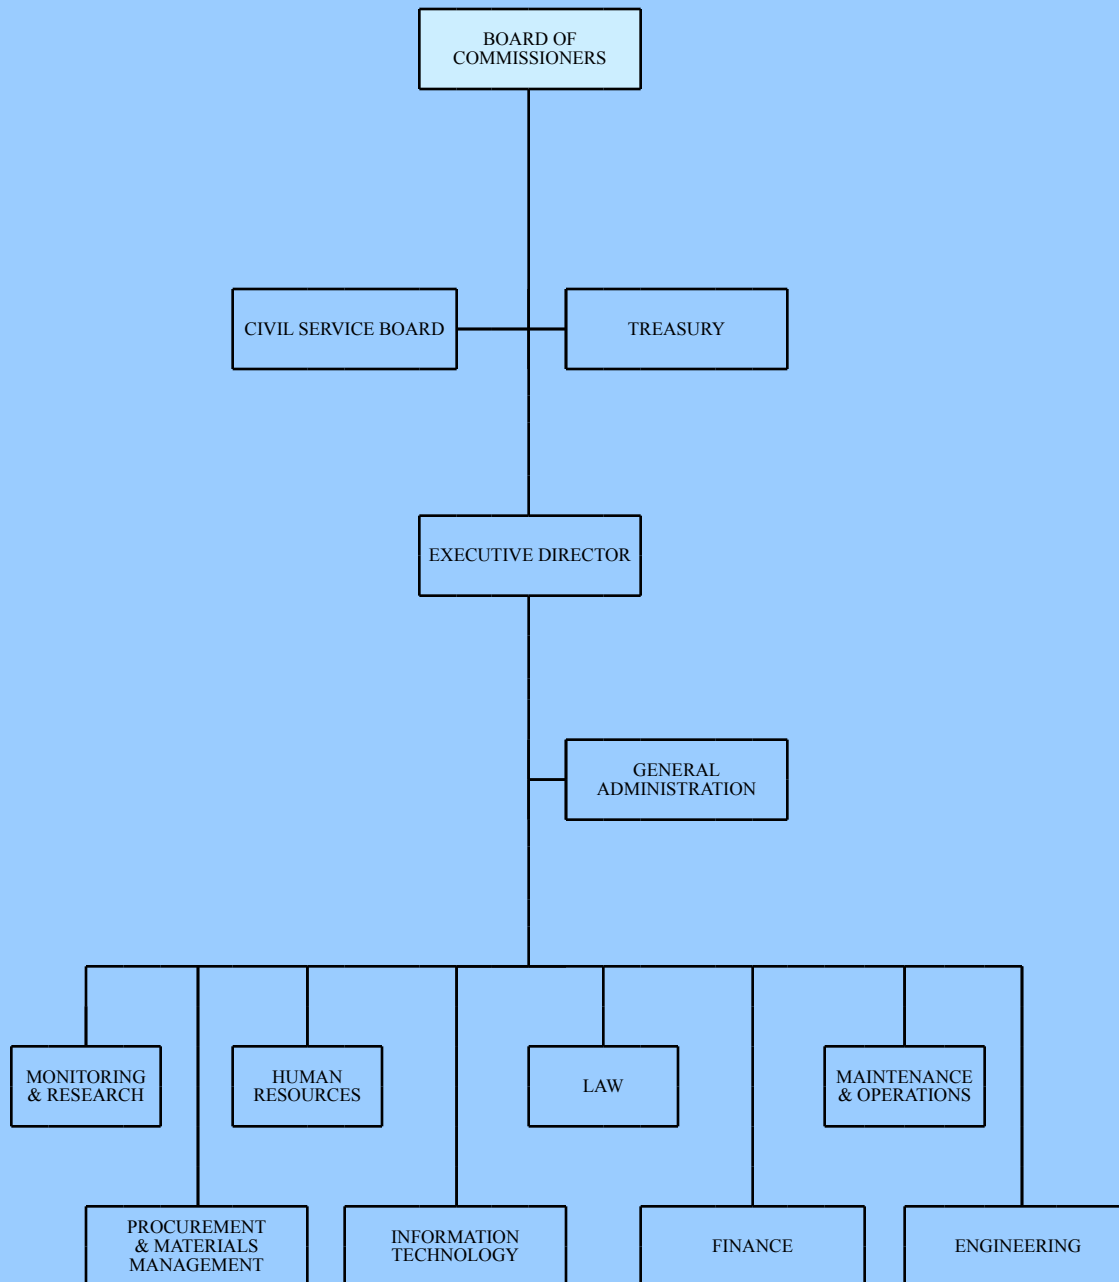 BOARD OF
COMMISSIONERS
CIVIL SERVICE BOARD
TREASURY
EXECUTIVE DIRECTOR
GENERAL
ADMINISTRATION
MONITORING
& RESEARCH
HUMAN
RESOURCES
LAW
MAINTENANCE
& OPERATIONS
PROCUREMENT
& MATERIALS
MANAGEMENT
INFORMATION
TECHNOLOGY
FINANCE
ENGINEERING